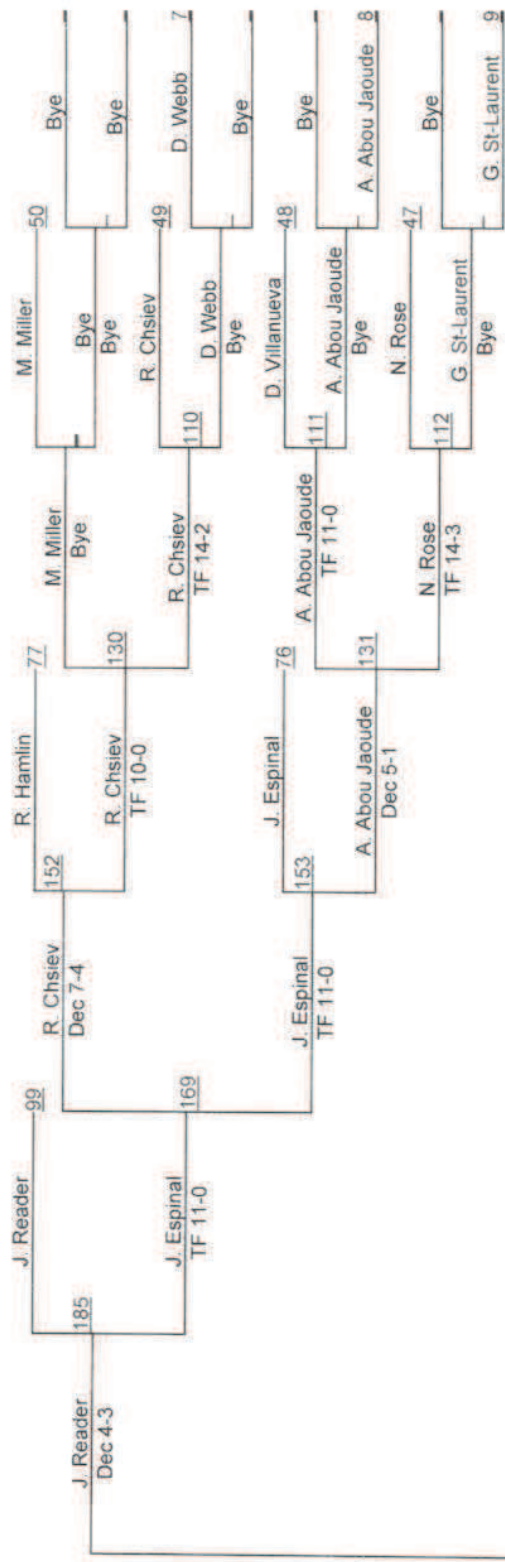 J. Reader
Dec 4-3
J. Reader
99
185
J. Espinal
TF 11-0
R. Chsiev
Dec 7-4
169
J. Espinal
TF 11-0
R. Hamlin
77
152
R. Chsiev
TF 10-0
J. Espinal
76
153
A. Abou Jaoude
Dec 5-1
M. Miller
Bye
130
R. Chsiev
TF 14-2
A. Abou Jaoude
TF 11-0
131
N. Rose
TF 14-3
M. Miller
50
Bye
Bye
R. Chsiev
49
110
D. Webb
Bye
D. Villanueva
48
111
A. Abou Jaoude
Bye
N. Rose
47
112
G. St-Laurent
Bye
Bye
Bye
D. Webb
7
Bye
Bye
A. Abou Jaoude
8
Bye
G. St-Laurent
9